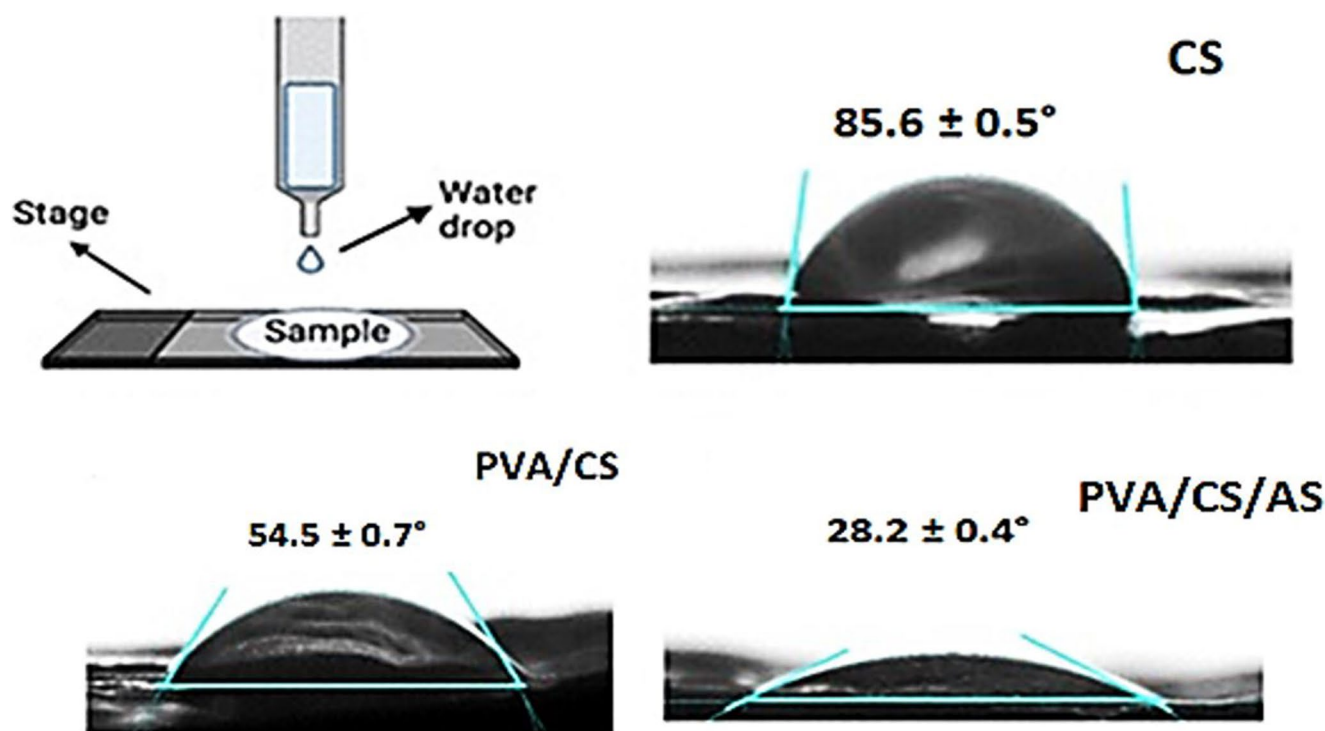 CS
85.6 ± 0.5°
Stage
Water
drop
Sample
PVA/CS
54.5 ± 0.7°
PVA/CS/AS
28.2 ± 0.4°